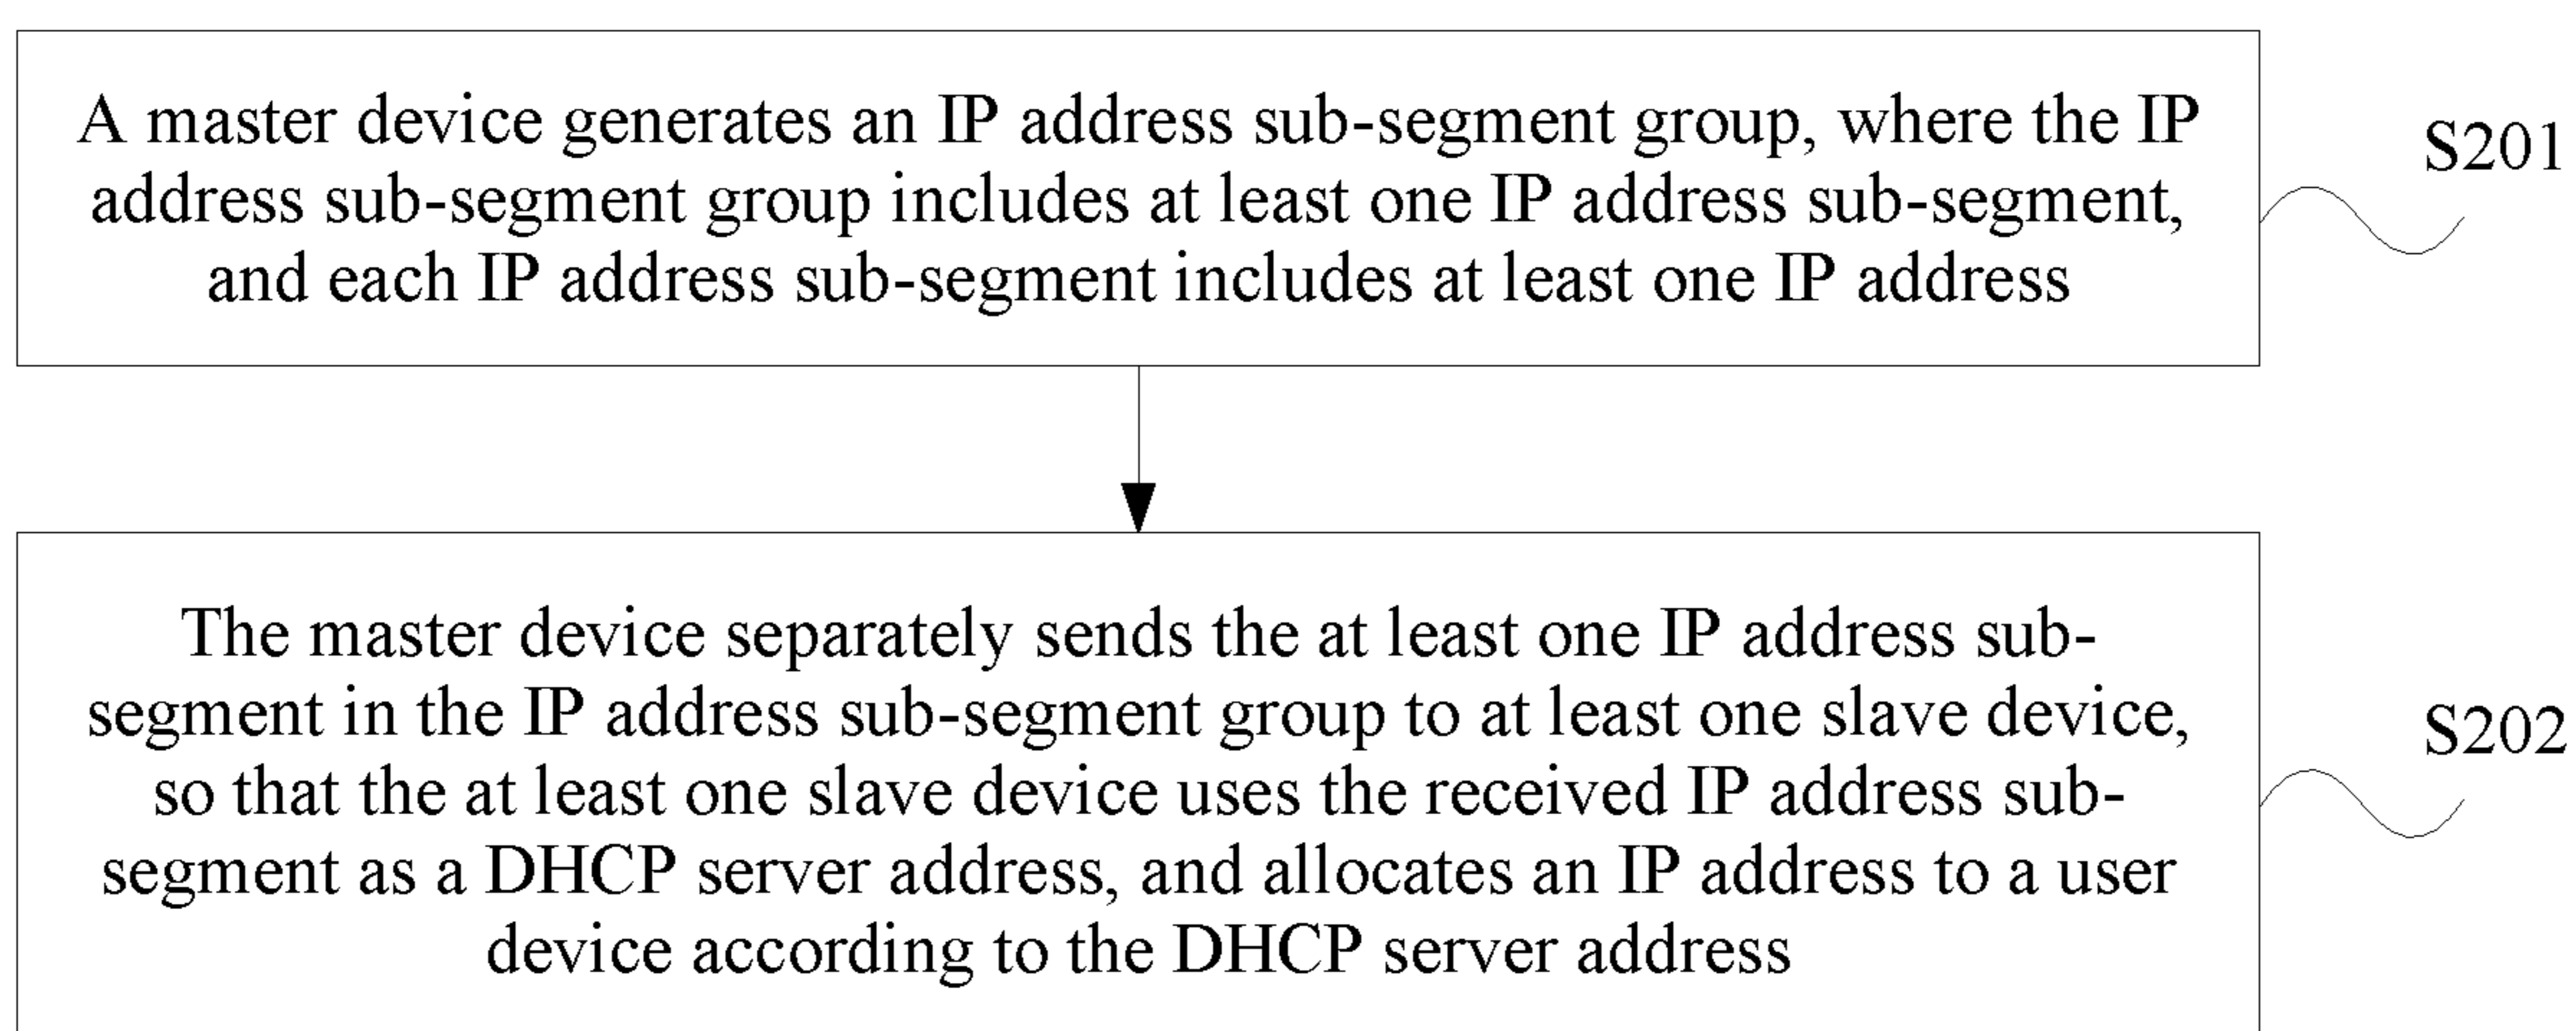 A master device generates an IP address sub-segment group, where the IP
address sub-segment group includes at least one IP address sub-segment,
and each IP address sub-segment includes at least one IP address
S201
The master device separately sends the at least one IP address sub-
segment in the IP address sub-segment group to at least one slave device,
so that the at least one slave device uses the received IP address sub-
segment as a DHCP server address, and allocates an IP address to a user
device according to the DHCP server address
S202